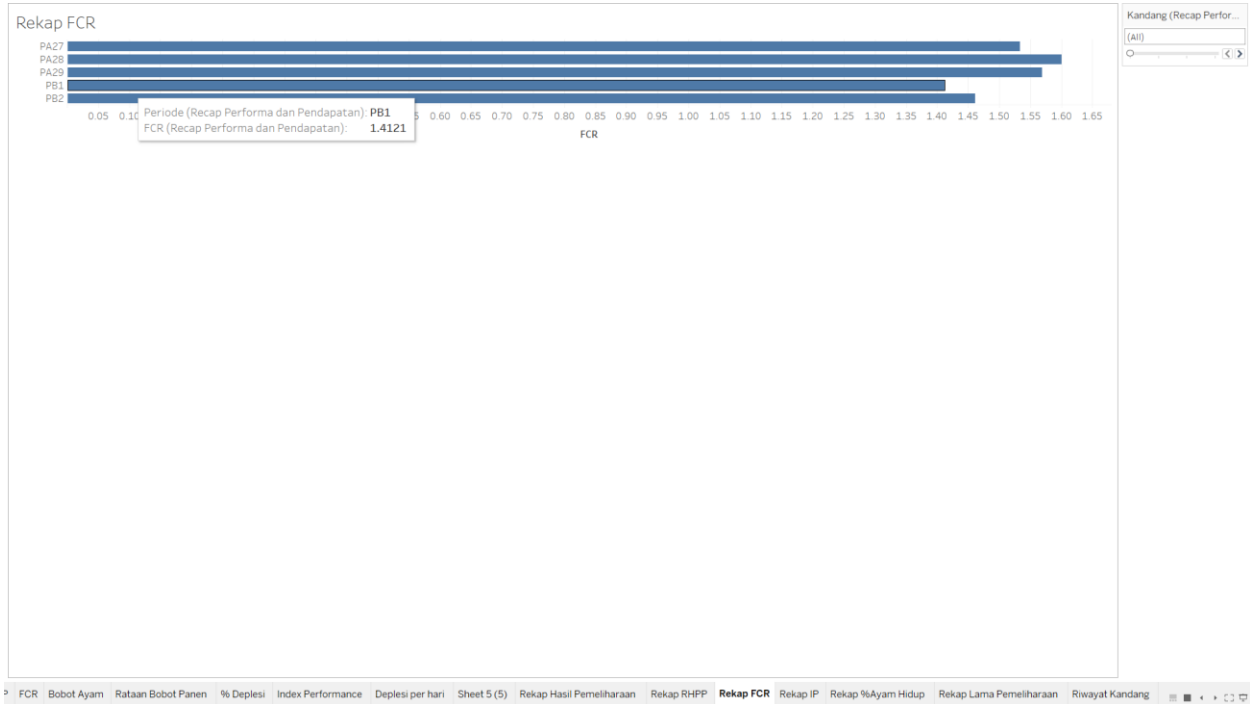 Rekap FCR
Kandang (Recap Perfor...
(All)
PA27
PA28
PA29
PB1
PB2
Periode (Recap Performa dan Pendapatan): PB1
FCR (Recap Performa dan Pendapatan): 1.4121
0.05 0.10 0.60 0.65 0.70 0.75 0.80 0.85 0.90 0.95 1.00 1.05 1.10 1.15 1.20 1.25 1.30 1.35 1.40 1.45 1.50 1.55 1.60 1.65
FCR
FCR Bobot Ayam Rataan Bobot Panen % Deplesi Index Performance Deplesi per hari Sheet 5 (5) Rekap Hasil Pemeliharaan Rekap RHPP Rekap FCR Rekap IP Rekap %Ayam Hidup Rekap Lama Pemeliharaan Riwayat Kandang